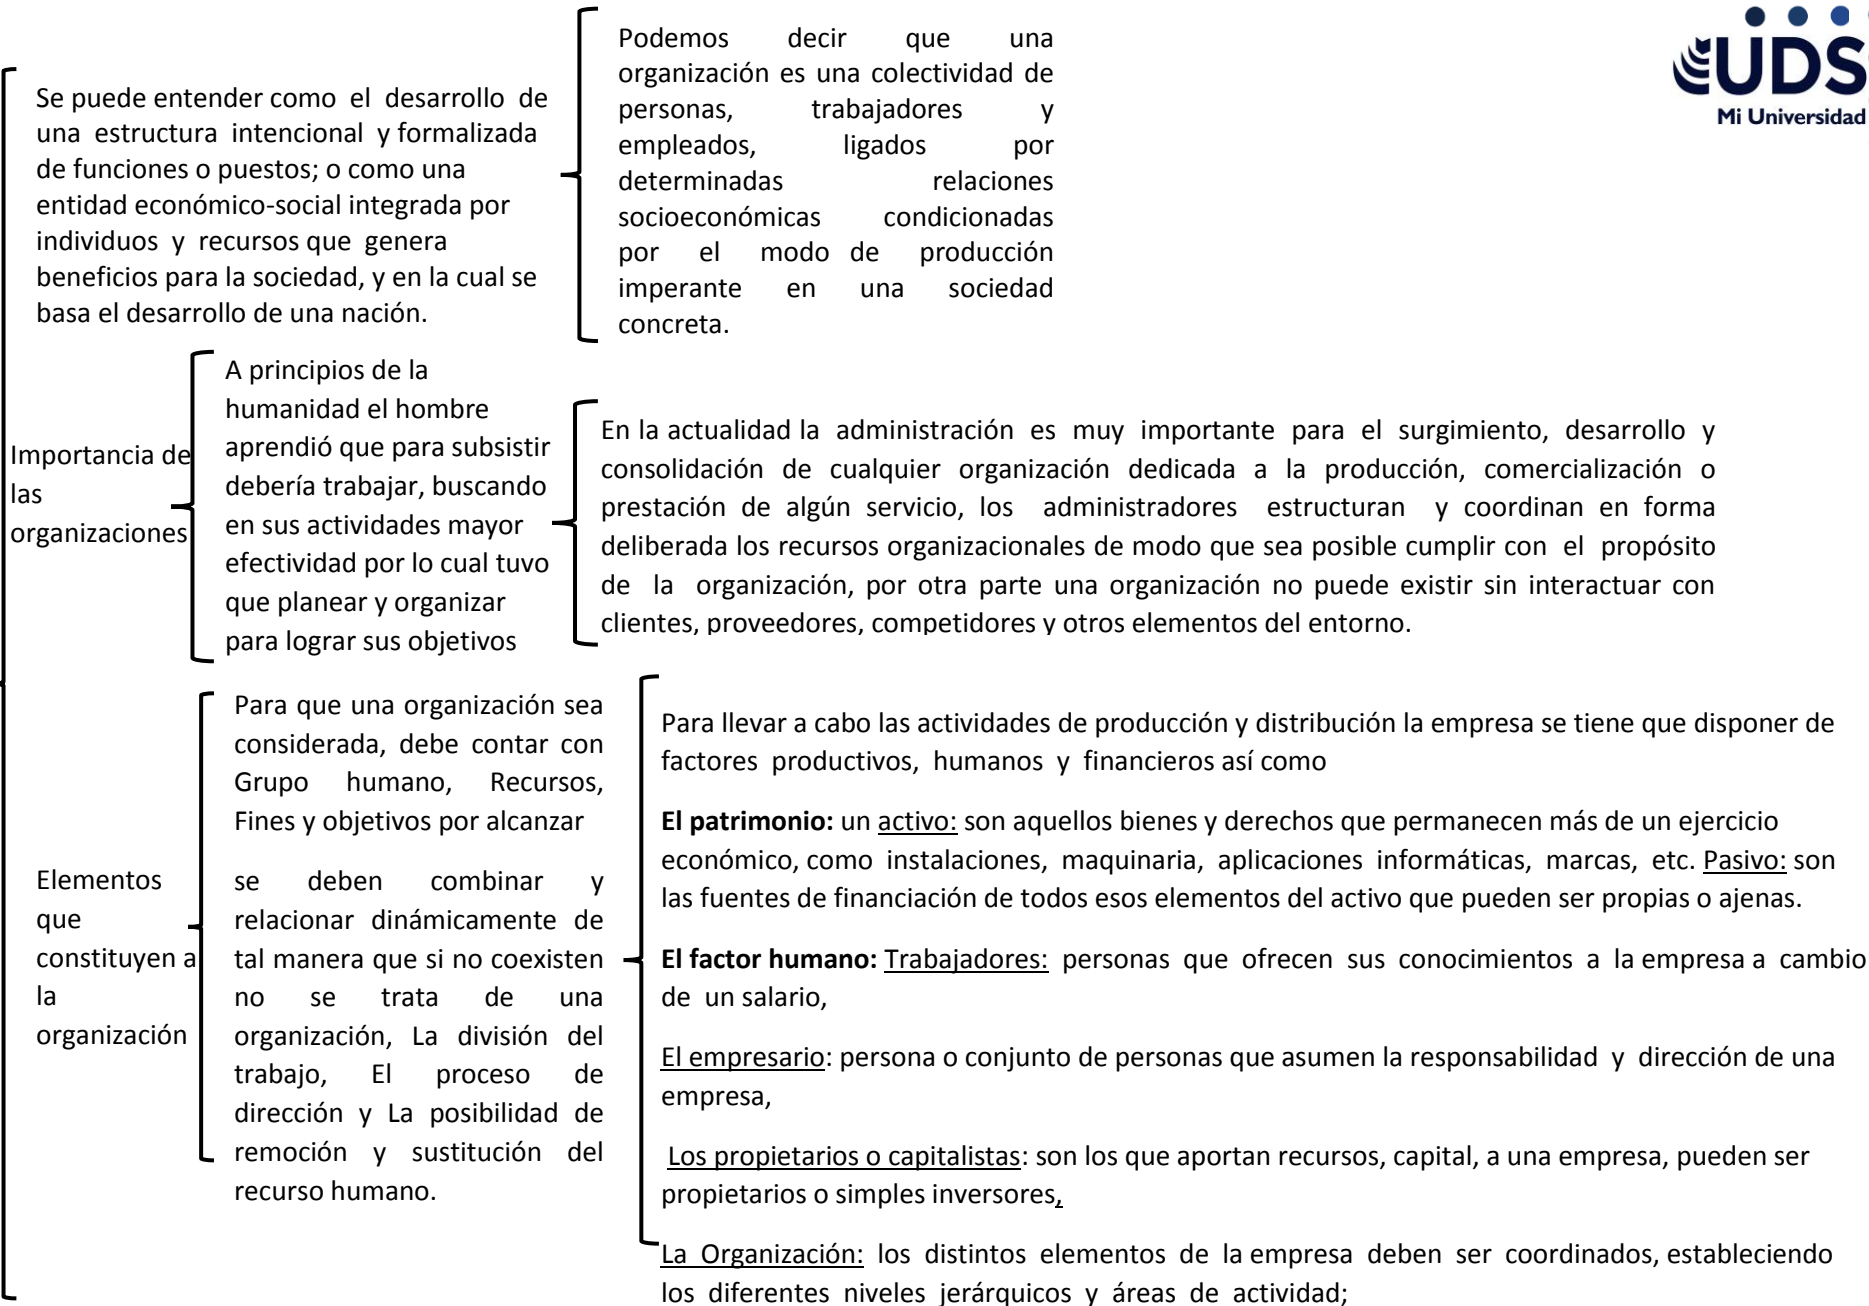 UDS
Mi Universidad
Se puede entender como el desarrollo de
una estructura intencional y formalizada
de funciones o puestos; o como una
entidad económico-social integrada por
individuos y recursos que genera
beneficios para la sociedad, y en la cual se
basa el desarrollo de una nación.
Podemos decir que una
organización es una colectividad de
personas, trabajadores y
empleados, ligados por
determinadas relaciones
socioeconómicas condicionadas
por el modo de producción
imperante en una sociedad
concreta.
Importancia de
las
organizaciones
A principios de la
humanidad el hombre
aprendió que para subsistir
debería trabajar, buscando
en sus actividades mayor
efectividad por lo cual tuvo
que planear y organizar
para lograr sus objetivos
En la actualidad la administración es muy importante para el surgimiento, desarrollo y
consolidación de cualquier organización dedicada a la producción, comercialización o
prestación de algún servicio, los administradores estructuran y coordinan en forma
deliberada los recursos organizacionales de modo que sea posible cumplir con el propósito
de la organización, por otra parte una organización no puede existir sin interactuar con
clientes, proveedores, competidores y otros elementos del entorno.
Elementos
que
constituyen a
la
organización
Para que una organización sea
considerada, debe contar con
Grupo humano, Recursos,
Fines y objetivos por alcanzar
se deben combinar y
relacionar dinámicamente de
tal manera que si no coexisten
no se trata de una
organización, La división del
trabajo, El proceso de
dirección y La posibilidad de
remoción y sustitución del
recurso humano.
Para llevar a cabo las actividades de producción y distribución la empresa se tiene que disponer de
factores productivos, humanos y financieros así como
El patrimonio: un activo: son aquellos bienes y derechos que permanecen más de un ejercicio
económico, como instalaciones, maquinaria, aplicaciones informáticas, marcas, etc. Pasivo: son
las fuentes de financiación de todos esos elementos del activo que pueden ser propias o ajenas.
El factor humano: Trabajadores: personas que ofrecen sus conocimientos a la empresa a cambio
de un salario,
El empresario: persona o conjunto de personas que asumen la responsabilidad y dirección de una
empresa,
Los propietarios o capitalistas: son los que aportan recursos, capital, a una empresa, pueden ser
propietarios o simples inversores,
La Organización: los distintos elementos de la empresa deben ser coordinados, estableciendo
los diferentes niveles jerárquicos y áreas de actividad;